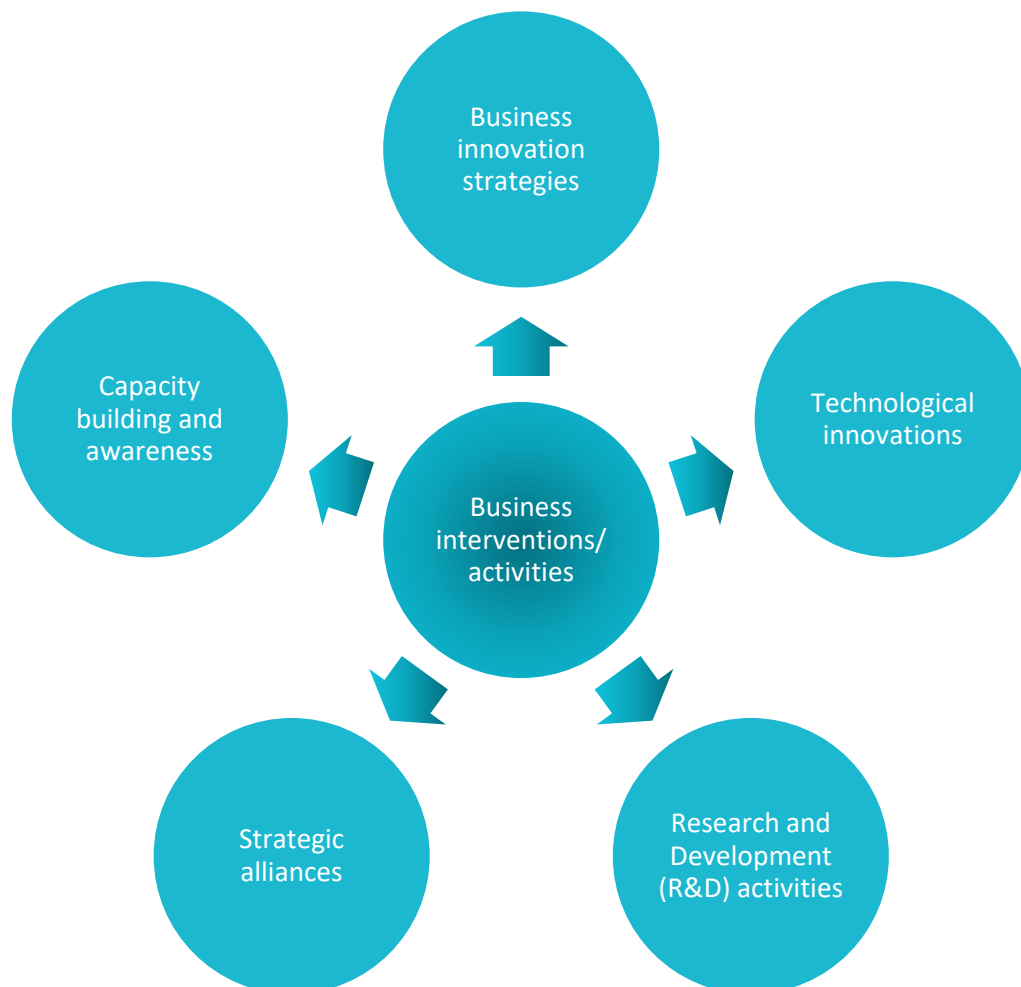 Business
innovation
strategies
Capacity
building and
awareness
Technological
innovations
Business
interventions/
activities
Strategic
alliances
Research and
Development
(R&D) activities